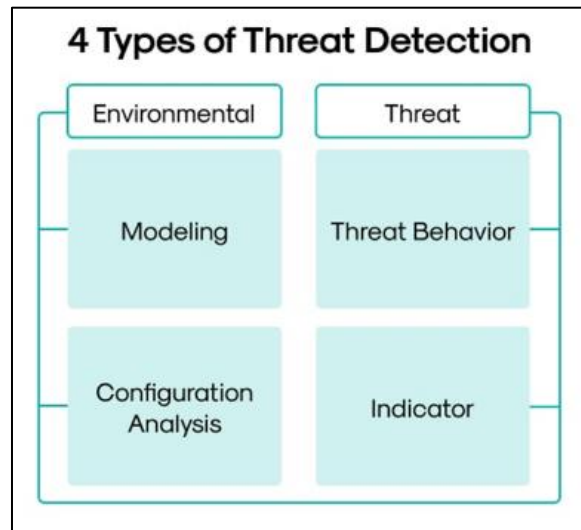 4 Types of Threat Detection
Environmental
Threat
Modeling
Threat Behavior
Configuration
Analysis
Indicator